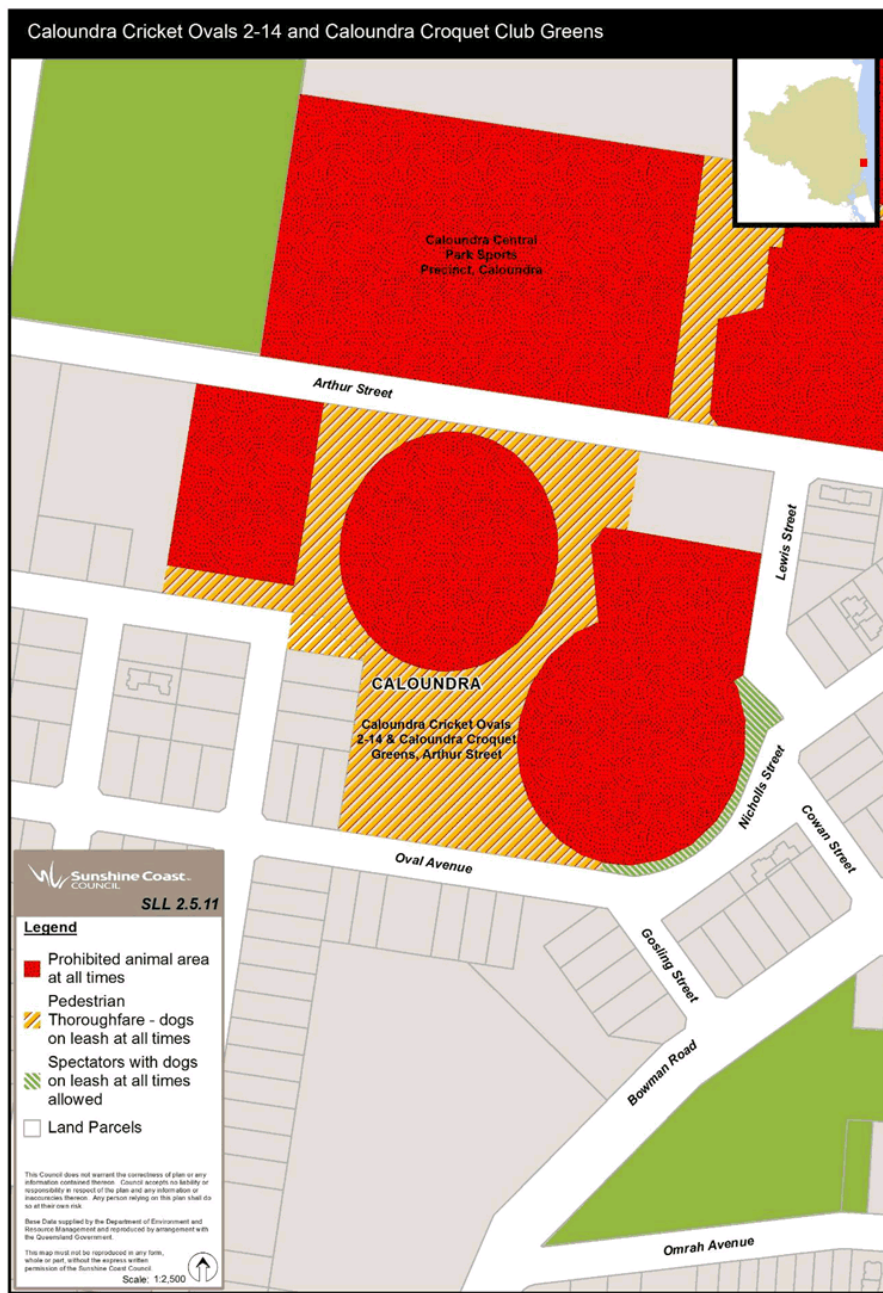 Caloundra Cricket Ovals 2-14 and Caloundra Croquet Club Greens
Caloundra Central
Park Sports
Precinct, Caloundra
Arthur Street
Lewis Street
CALOUNDRA
Caloundra Cricket Ovals
2-14 & Caloundra Croquet
Greens, Arthur Street
Nicholls Street
Cowan Street
Oval Avenue
Gosling Street
Bowman Road
Omrah Avenue
Sunshine Coast
COUNCIL
SLL 2.5.11
Legend
Prohibited animal area
at all times
Pedestrian
Thoroughfare - dogs
on leash at all times
Spectators with dogs
on leash at all times
allowed
Land Parcels
This Council does not warrant the correctness of plan or any
information contained thereon. Council accepts no liability or
responsibility in respect of the plan and any information or
inaccuracies thereon. Any person relying on this plan shall do
so at their own risk.
Base Data supplied by the Department of Environment and
Resource Management and reproduced by arrangement with
the Queensland Government.
This map must not be reproduced in any form,
whole or part, without the express written
permission of the Sunshine Coast Council
Scale: 1:2,500